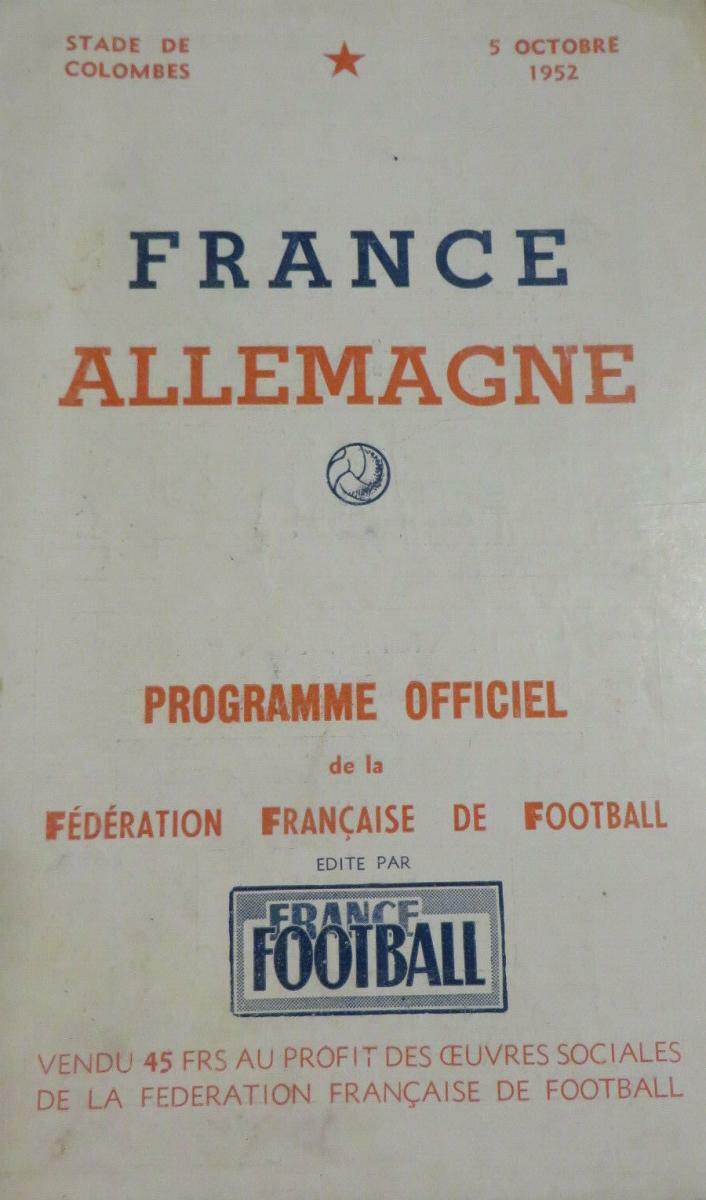 STADE DE
COLOMBES
5 OCTOBRE
1952
FRANCE
ALLEMAGNE
PROGRAMME OFFICIEL
de la
FÉDÉRATION FRANÇAISE DE FOOTBALL
EDITE PAR
FRANCE
FOOTBALL
VENDU 45 FRS AU PROFIT DES ŒUVRES SOCIALES
DE LA FEDERATION FRANÇAISE DE FOOTBALL